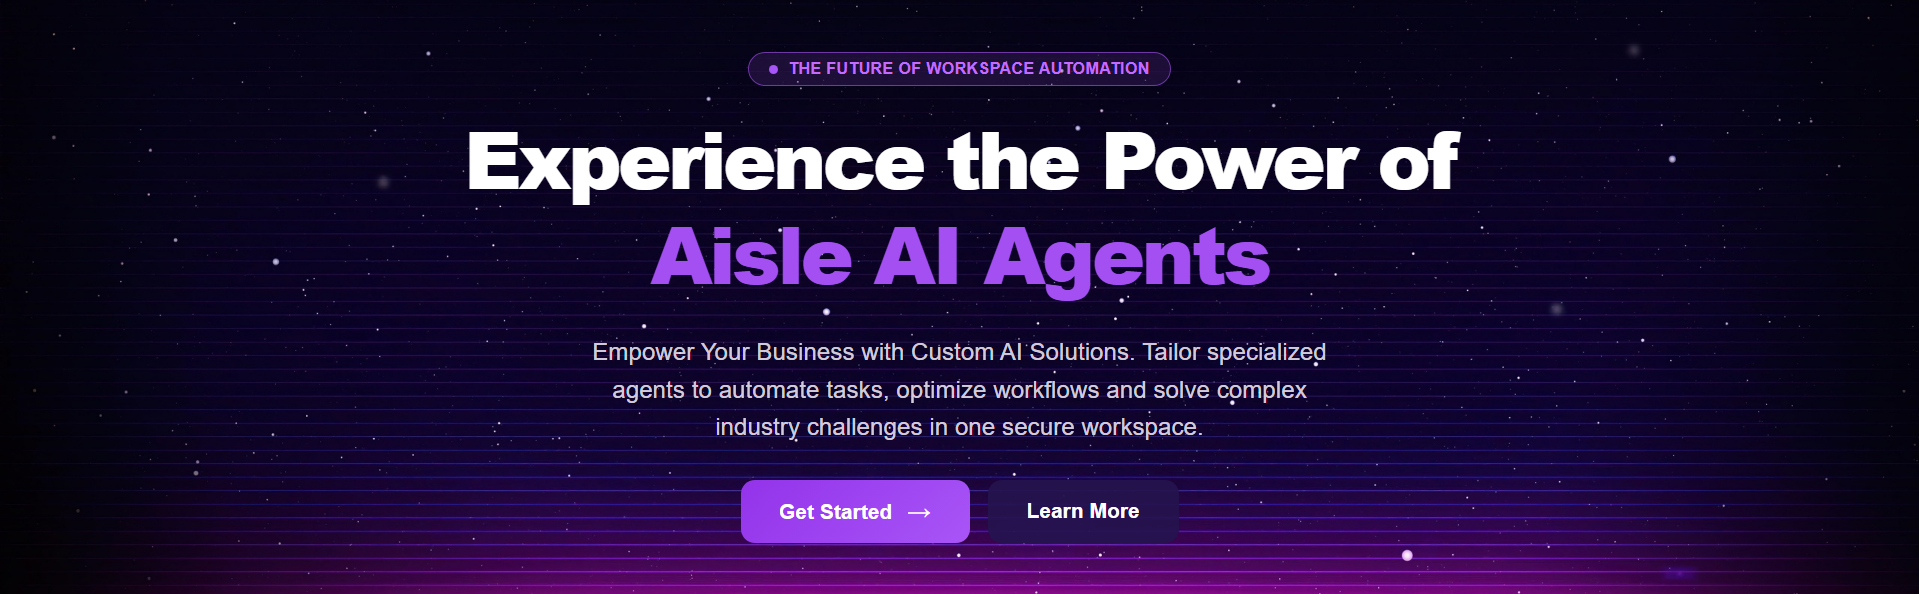 THE FUTURE OF WORKSPACE AUTOMATION
Experience the Power of
Aisle AI Agents
Empower Your Business with Custom AI Solutions. Tailor specialized
agents to automate tasks, optimize workflows and solve complex
industry challenges in one secure workspace.
Get Started →
Learn More